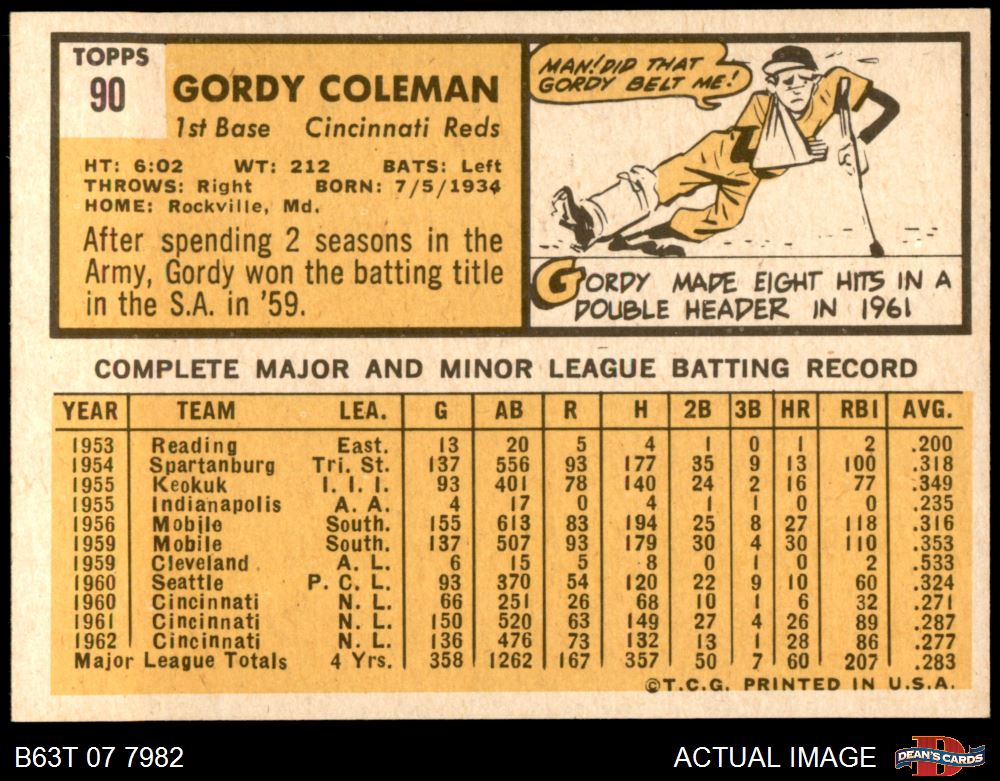 TOPPS
90
GORDY COLEMAN
1st Base Cincinnati Reds
HT: 6:02 WT: 212 BATS: Left
THROWS: Right BORN: 7/5/1934
HOME: Rockville, Md.
After spending 2 seasons in the
Army, Gordy won the batting title
in the S.A. in '59.
MAN! DID THAT
GORDY BELT ME!
GORDY MADE EIGHT HITS IN A
DOUBLE HEADER IN 1961
COMPLETE MAJOR AND MINOR LEAGUE BATTING RECORD
YEAR TEAM LEA. G AB R H 2B 3B HR RBI AVG.
1953 Reading East. 13 20 5 4 1 0 1 2 .200
1954 Spartanburg Tri. St. 137 556 93 177 35 9 13 100 .318
1955 Keokuk I. I. I. 93 401 78 140 24 2 16 77 .349
1955 Indianapolis A. A. 4 17 0 4 1 1 0 0 .235
1956 Mobile South. 155 613 83 194 25 8 27 118 .316
1959 Mobile South. 137 507 93 179 30 4 30 110 .353
1959 Cleveland A. L. 6 15 5 8 0 1 0 2 .533
1960 Seattle P. C. L. 93 370 54 120 22 9 10 60 .324
1960 Cincinnati N. L. 66 251 26 68 10 1 6 32 .271
1961 Cincinnati N. L. 150 520 63 149 27 4 26 89 .287
1962 Cincinnati N. L. 136 476 73 132 13 1 28 86 .277
Major League Totals 4 Yrs. 358 1262 167 357 50 7 60 207 .283
©T.C.G. PRINTED IN U.S.A.
B63T 07 7982
ACTUAL IMAGE
D
DEAN'S CARDS